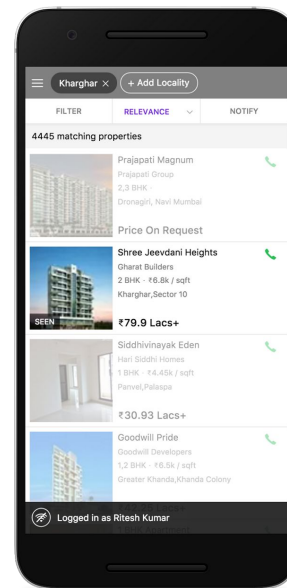 Kharghar ×
+ Add Locality
FILTER
RELEVANCE
NOTIFY
4445 matching properties
Prajapati Magnum
Prajapati Group
2,3 BHK ·
Dronagiri, Navi Mumbai
Price On Request
Shree Jeevdani Heights
Gharat Builders
2 BHK · ₹6.8k / sqft
Kharghar,Sector 10
SEEN
₹79.9 Lacs+
Siddhivinayak Eden
Hari Siddhi Homes
1 BHK · ₹4.45k / sqft
Panvel,Palaspa
₹30.93 Lacs+
Goodwill Pride
Goodwill Developers
1,2 BHK · ₹6.5k / sqft
Greater Khanda,Khanda Colony
Logged in as Ritesh Kumar